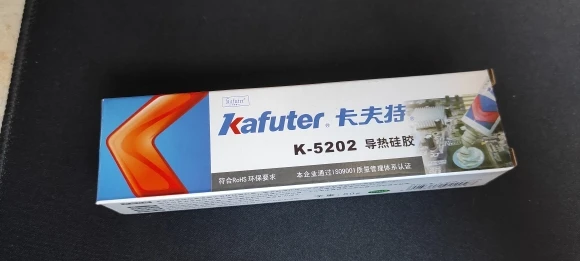 Kafuter® 卡夫特
K-5202 导热硅胶
符合RoHS环保要求 本企业通过ISO9001质量管理体系认证